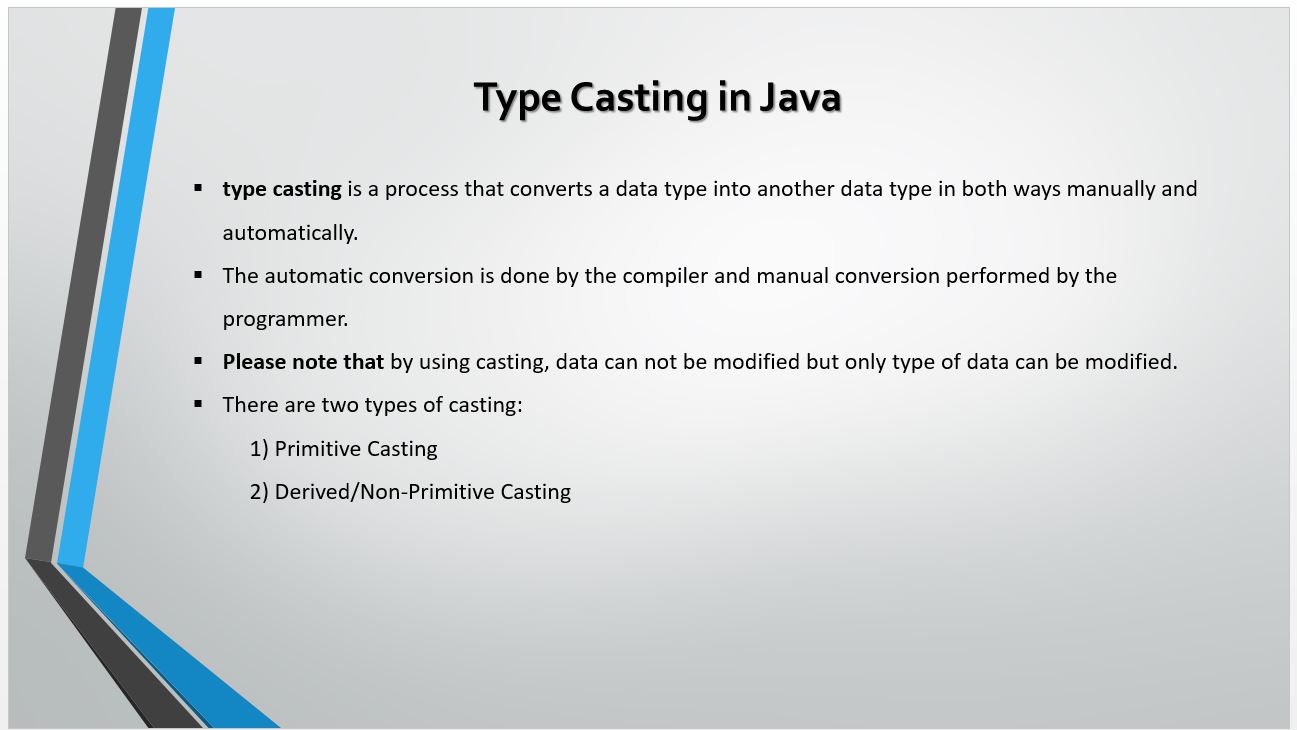 Type Casting in Java
▪ type casting is a process that converts a data type into another data type in both ways manually and
automatically.
▪ The automatic conversion is done by the compiler and manual conversion performed by the
programmer.
▪ Please note that by using casting, data can not be modified but only type of data can be modified.
▪ There are two types of casting:
1) Primitive Casting
2) Derived/Non-Primitive Casting